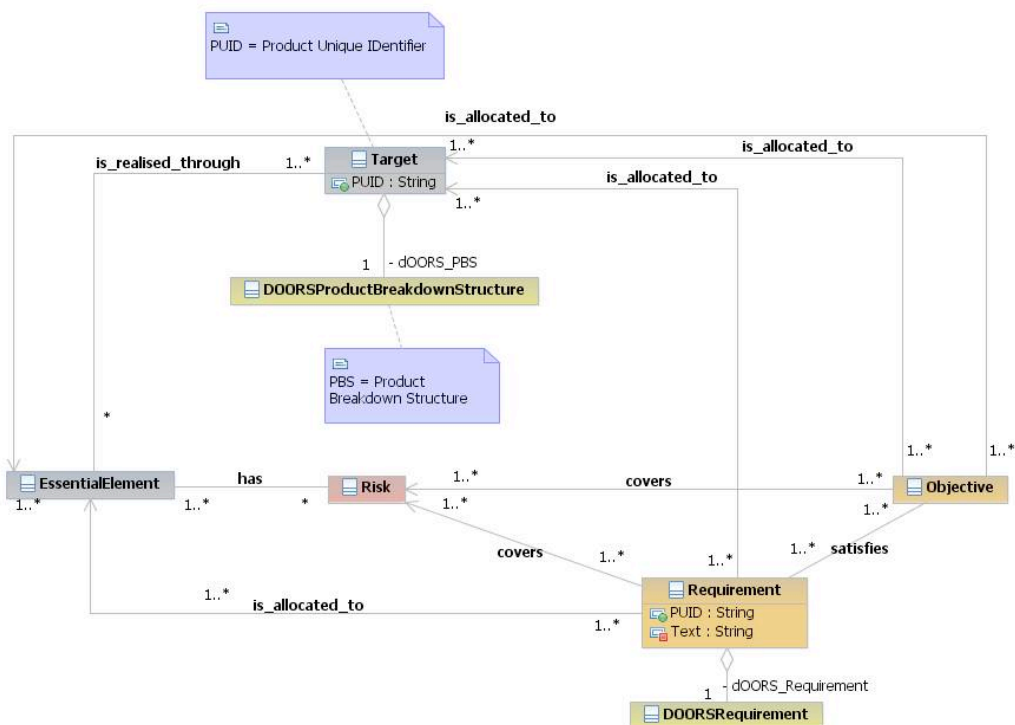 PUID = Product Unique IDentifier
is_allocated_to
is_realised_through
1..*
Target
1..*
is_allocated_to
PUID : String
is_allocated_to
1..*
1
- dOORS_PBS
DOORSProductBreakdownStructure
PBS = Product
Breakdown Structure
*
1..*
1..*
EssentialElement
has
Risk
1..*
covers
1..*
Objective
1..*
1..*
*
1..*
1..*
satisfies
covers
1..*
1..*
1..*
Requirement
1..*
is_allocated_to
1..*
PUID : String
Text : String
1
- dOORS_Requirement
DOORSRequirement